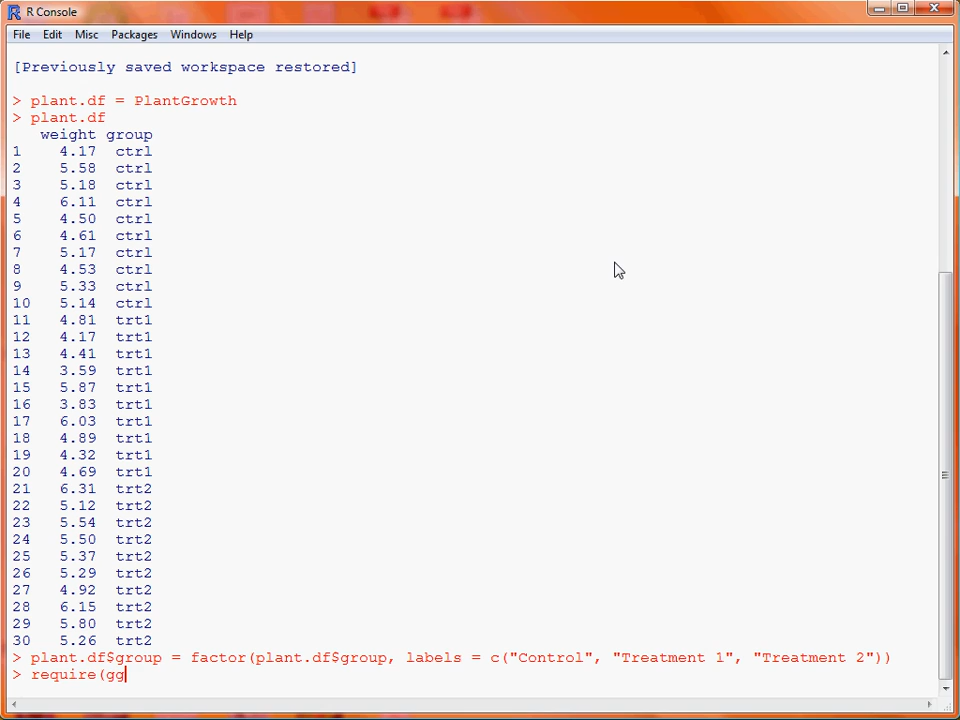 R Console
File Edit Misc Packages Windows Help
[Previously saved workspace restored]
> plant.df = PlantGrowth
> plant.df
weight group
1 4.17 ctrl
2 5.58 ctrl
3 5.18 ctrl
4 6.11 ctrl
5 4.50 ctrl
6 4.61 ctrl
7 5.17 ctrl
8 4.53 ctrl
9 5.33 ctrl
10 5.14 ctrl
11 4.81 trt1
12 4.17 trt1
13 4.41 trt1
14 3.59 trt1
15 5.87 trt1
16 3.83 trt1
17 6.03 trt1
18 4.89 trt1
19 4.32 trt1
20 4.69 trt1
21 6.31 trt2
22 5.12 trt2
23 5.54 trt2
24 5.50 trt2
25 5.37 trt2
26 5.29 trt2
27 4.92 trt2
28 6.15 trt2
29 5.80 trt2
30 5.26 trt2
> plant.df$group = factor(plant.df$group, labels = c("Control", "Treatment 1", "Treatment 2"))
> require(gg